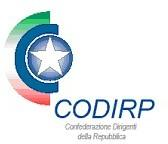 CODIRP
Confederazione Dirigenti
della Repubblica